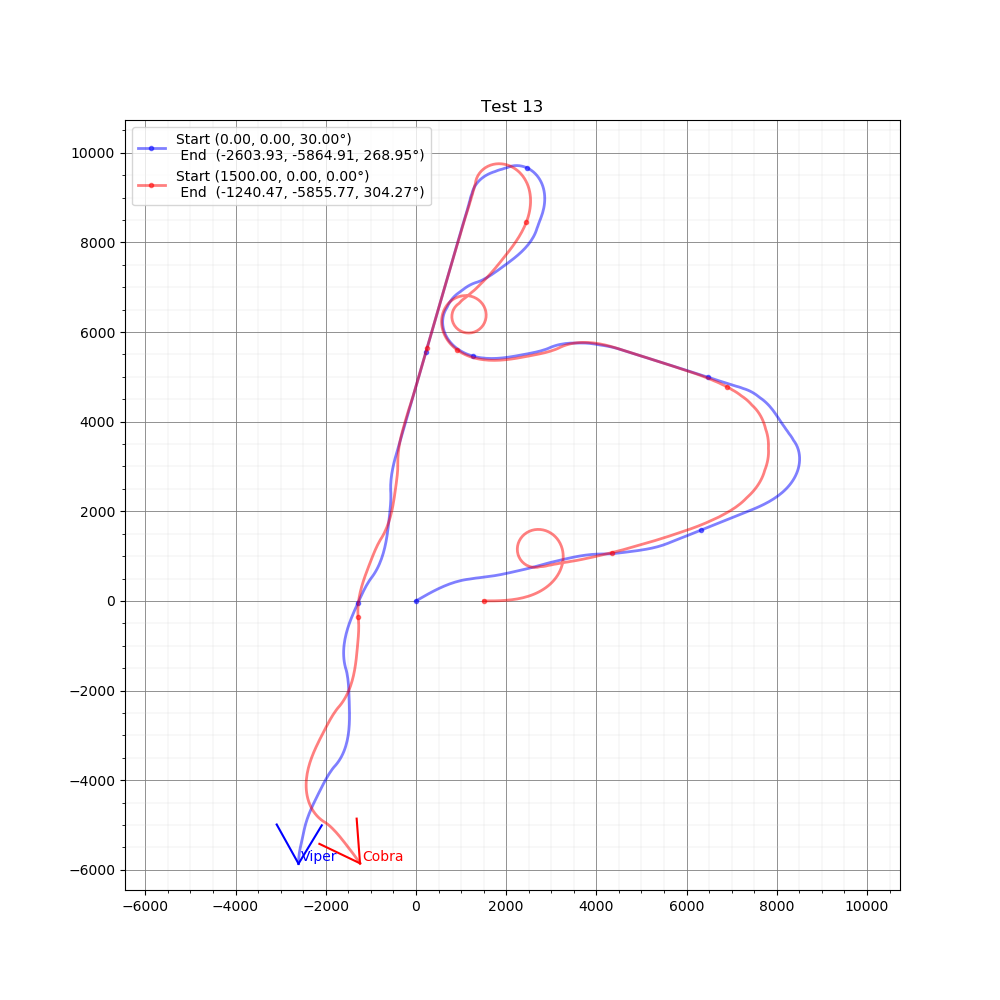 Test 13
Start (0.00, 0.00, 30.00°)
End (-2603.93, -5864.91, 268.95°)
Start (1500.00, 0.00, 0.00°)
End (-1240.47, -5855.77, 304.27°)
10000
8000
6000
4000
2000
0
−2000
−4000
−6000
Viper
Cobra
−6000 −4000 −2000 0 2000 4000 6000 8000 10000